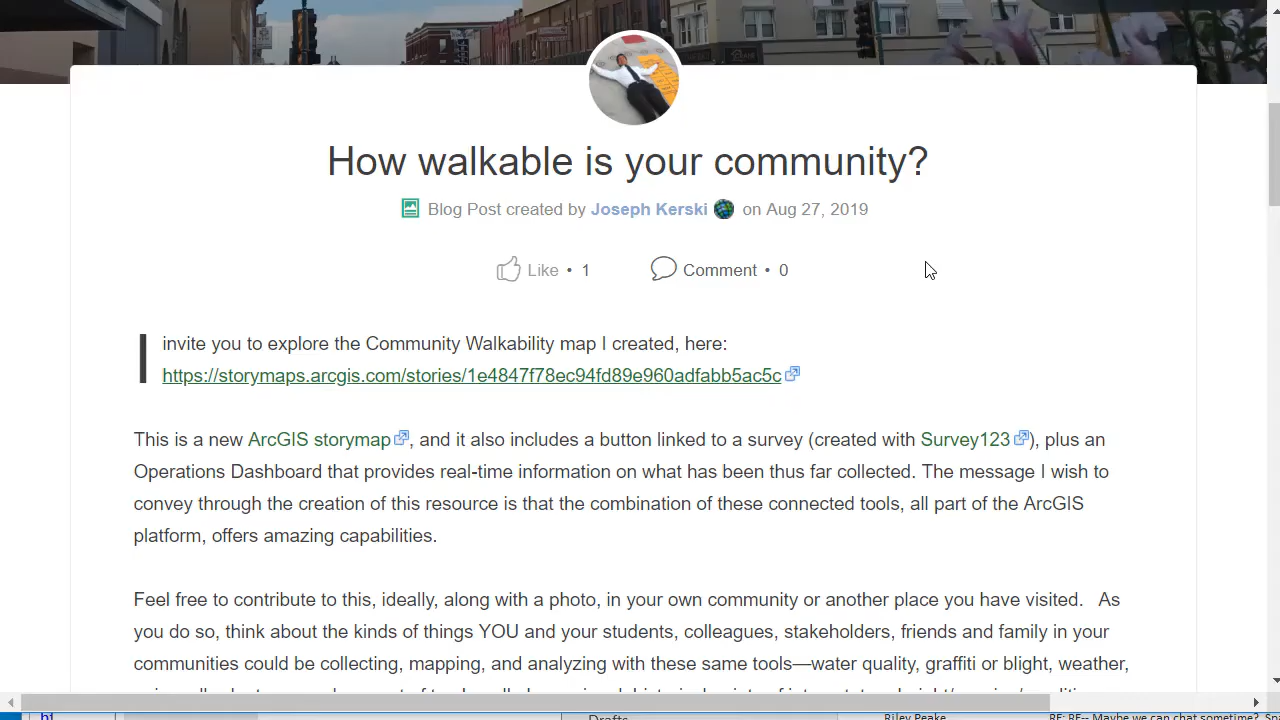 How walkable is your community?
Blog Post created by Joseph Kerski on Aug 27, 2019
Like • 1 Comment • 0
I invite you to explore the Community Walkability map I created, here:
https://storymaps.arcgis.com/stories/1e4847f78ec94fd89e960adfabb5ac5c
This is a new ArcGIS storymap, and it also includes a button linked to a survey (created with Survey123), plus an
Operations Dashboard that provides real-time information on what has been thus far collected. The message I wish to
convey through the creation of this resource is that the combination of these connected tools, all part of the ArcGIS
platform, offers amazing capabilities.
Feel free to contribute to this, ideally, along with a photo, in your own community or another place you have visited. As
you do so, think about the kinds of things YOU and your students, colleagues, stakeholders, friends and family in your
communities could be collecting, mapping, and analyzing with these same tools—water quality, graffiti or blight, weather,
hi
Drafts
Riley Peake
RE: RE-- Maybe we can chat sometime?